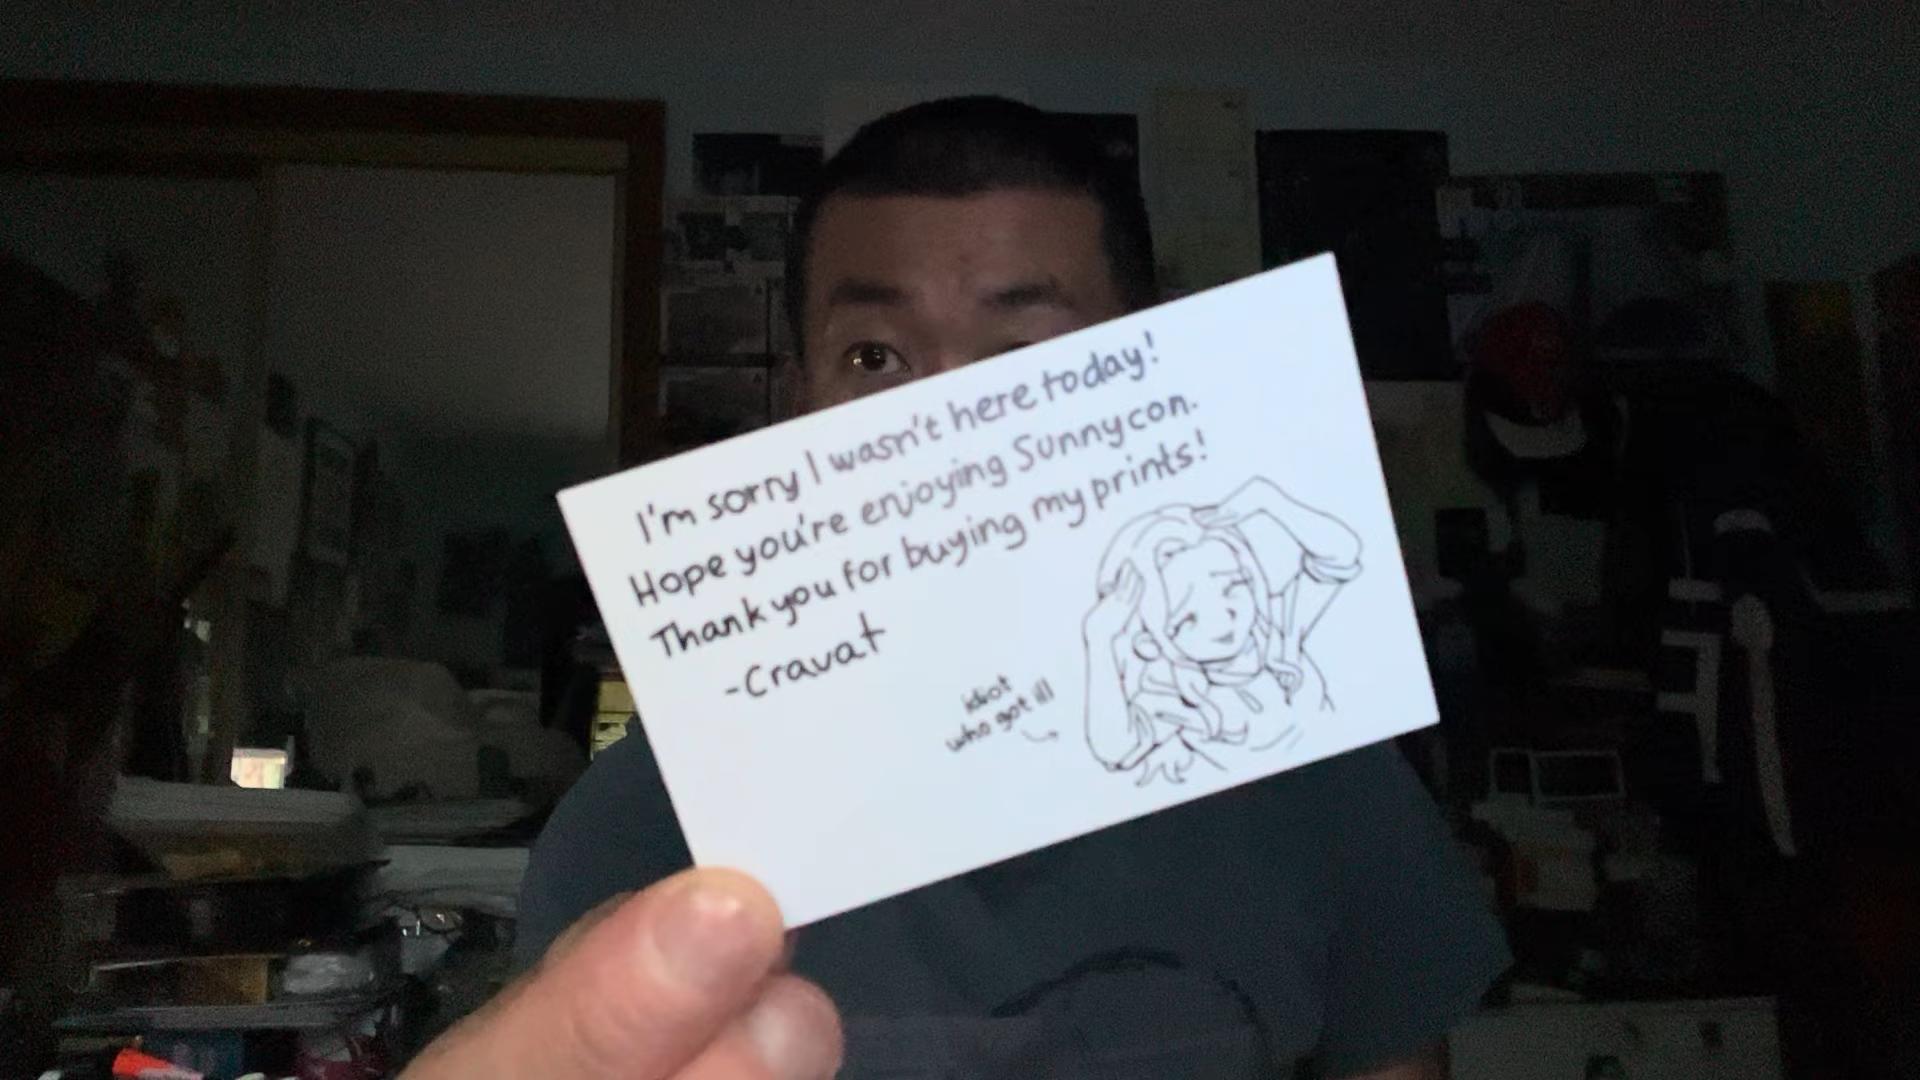 I'm sorry I wasn't here today!
Hope you're enjoying Sunnycon.
Thank you for buying my prints!
-Cravat
idiot
who got ill